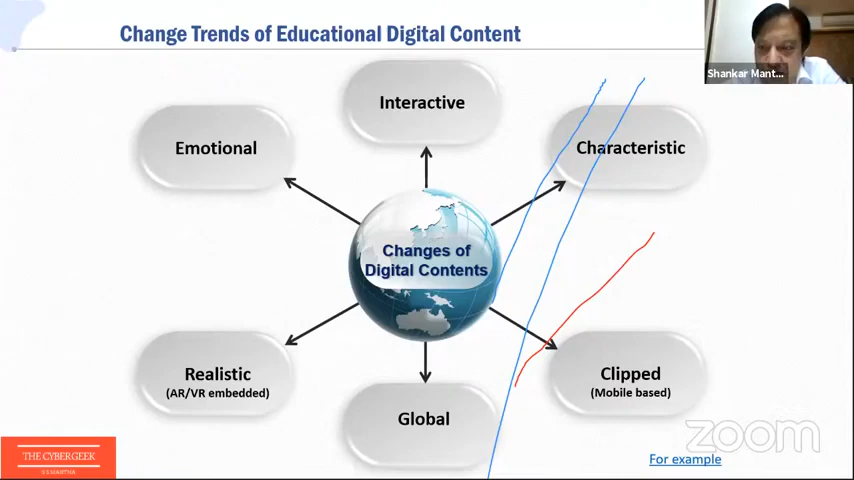 Change Trends of Educational Digital Content
Shankar Mant...
Interactive
Emotional
Characteristic
Changes of
Digital Contents
Realistic
(AR/VR embedded)
Clipped
(Mobile based)
Global
zoom
For example
THE CYBERGEEK